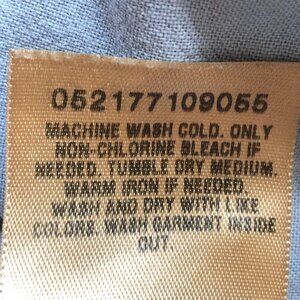 052177109055
MACHINE WASH COLD. ONLY
NON-CHLORINE BLEACH IF
NEEDED. TUMBLE DRY MEDIUM.
WARM IRON IF NEEDED.
WASH AND DRY WITH LIKE
COLORS. WASH GARMENT INSIDE
OUT.